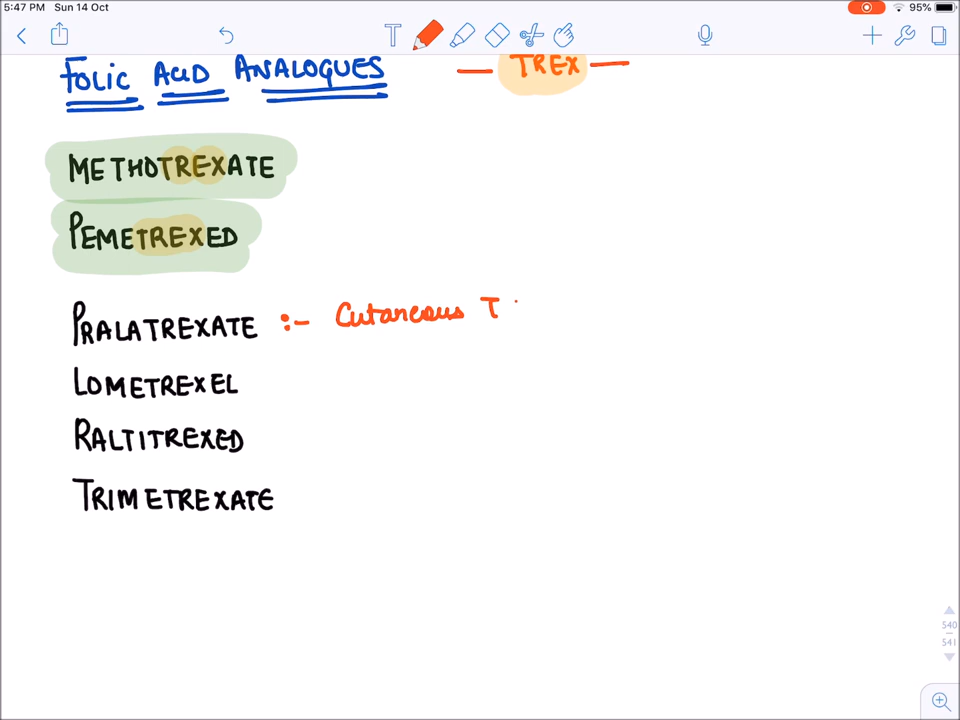 5:47 PM Sun 14 Oct 95%
T
FOLIC ACID ANALOGUES — TREX —
METHOTREXATE
PEMETREXED
PRALATREXATE :- Cutaneous T
LOMETREXEL
RALTITREXED
TRIMETREXATE
540
541